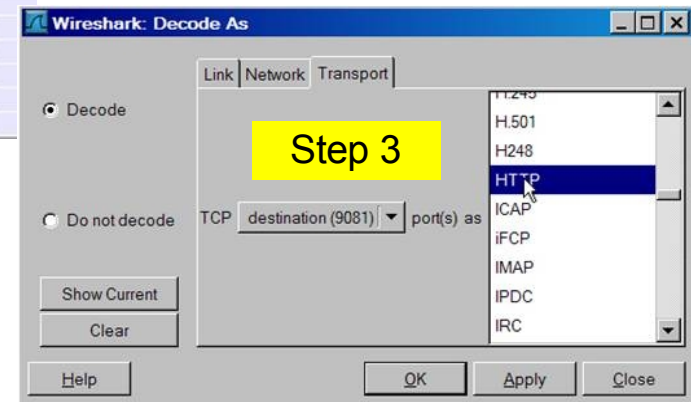 Wireshark: Decode As
Link Network Transport
Decode
Do not decode
Show Current
Clear
Step 3
TCP destination (9081) port(s) as
H.245
H.501
H248
HTTP
ICAP
iFCP
IMAP
IPDC
IRC
Help OK Apply Close